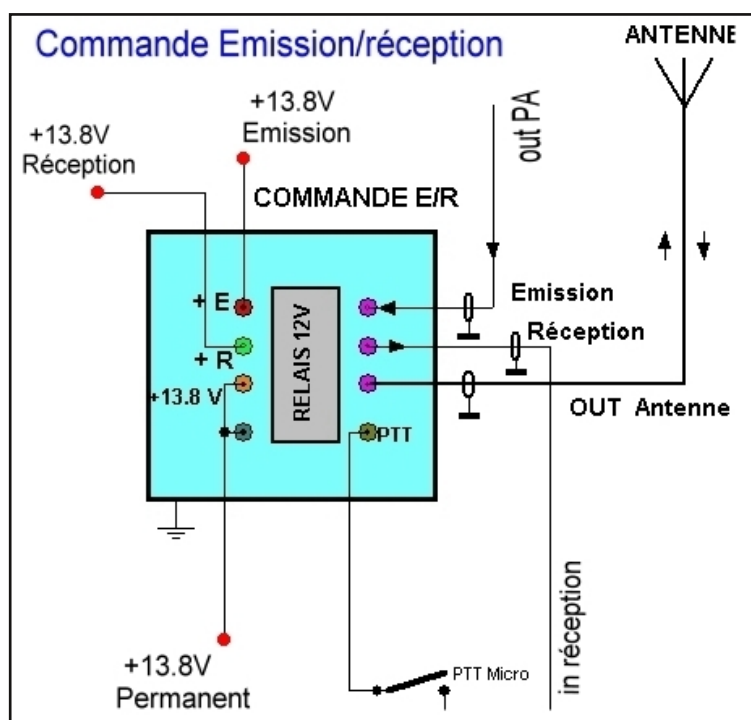 Commande Emission/réception
ANTENNE
+13.8V
Emission
+13.8V
Réception
out PA
COMMANDE E/R
+ E
+ R
+13.8 V
RELAIS 12V
PTT
Emission
Réception
OUT Antenne
in réception
+13.8V
Permanent
PTT Micro